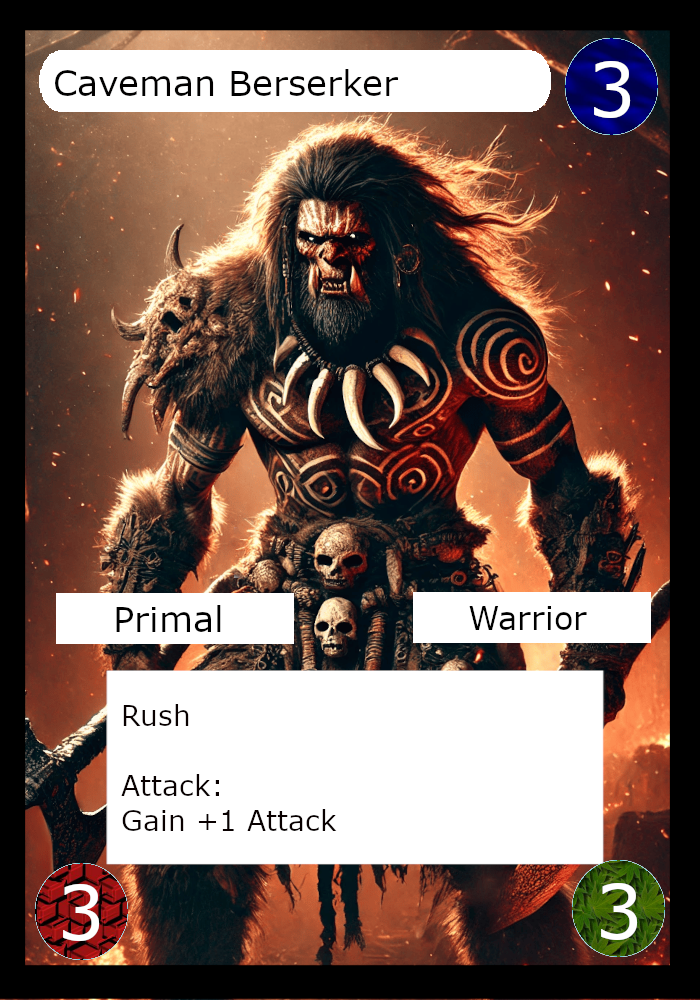 Caveman Berserker
3
Primal
Warrior
Rush
Attack:
Gain +1 Attack
3
3